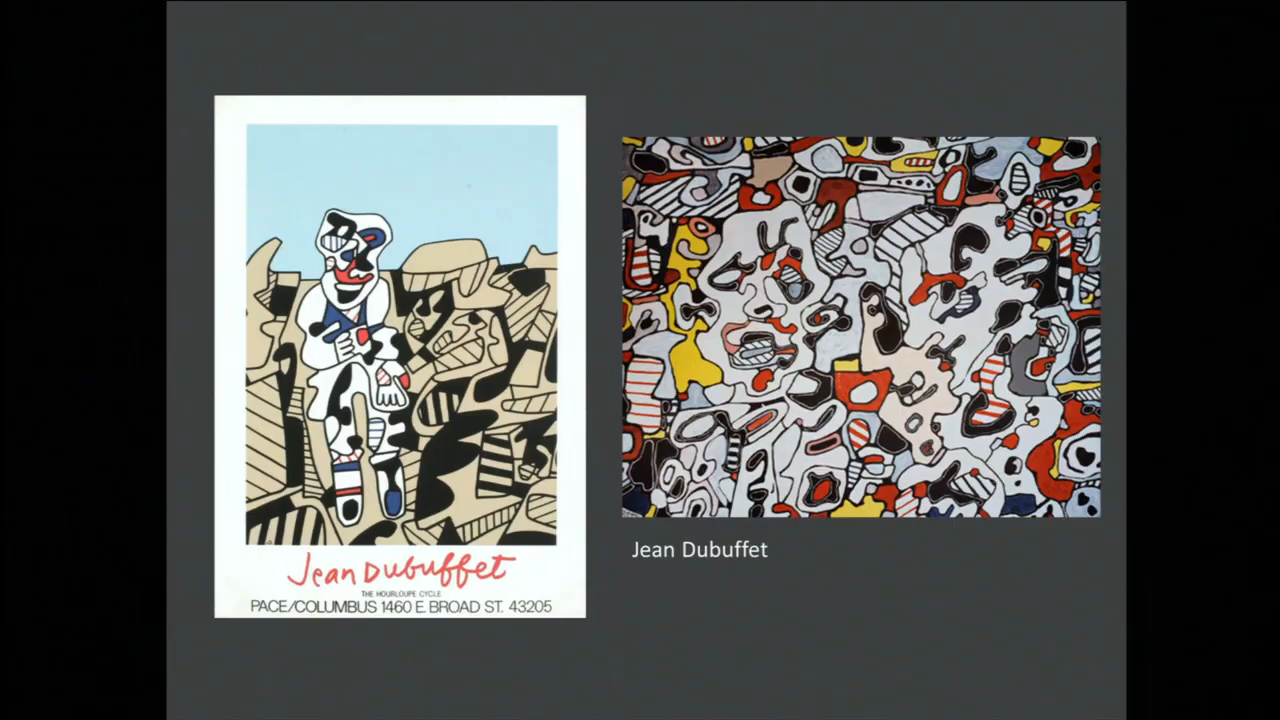 Jean Dubuffet
THE HOURLOUPE CYCLE
PACE/COLUMBUS 1460 E. BROAD ST. 43205
Jean Dubuffet